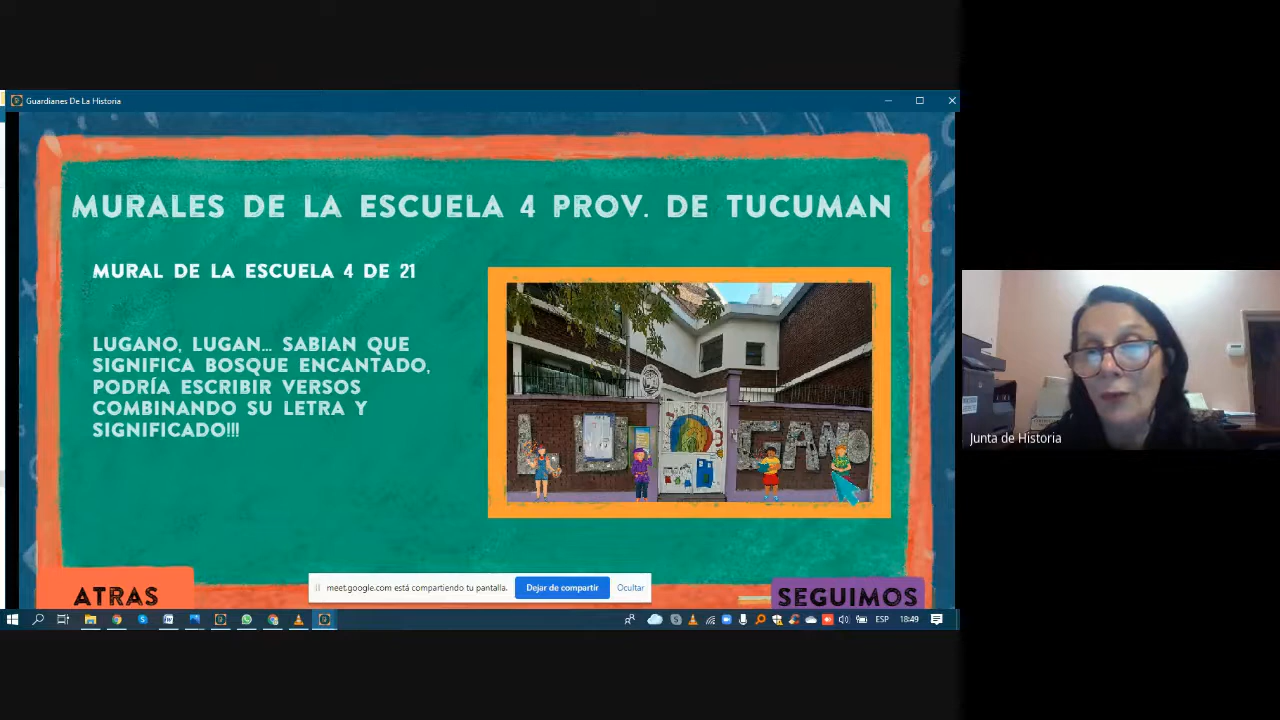 Guardianes De La Historia
MURALES DE LA ESCUELA 4 PROV. DE TUCUMAN
MURAL DE LA ESCUELA 4 DE 21
LUGANO, LUGAN... SABIAN QUE
SIGNIFICA BOSQUE ENCANTADO,
PODRÍA ESCRIBIR VERSOS
COMBINANDO SU LETRA Y
SIGNIFICADO!!!
LUGANO
Junta de Historia
ATRAS
meet.google.com está compartiendo tu pantalla.
Dejar de compartir
Ocultar
SEGUIMOS
ESP
18:49